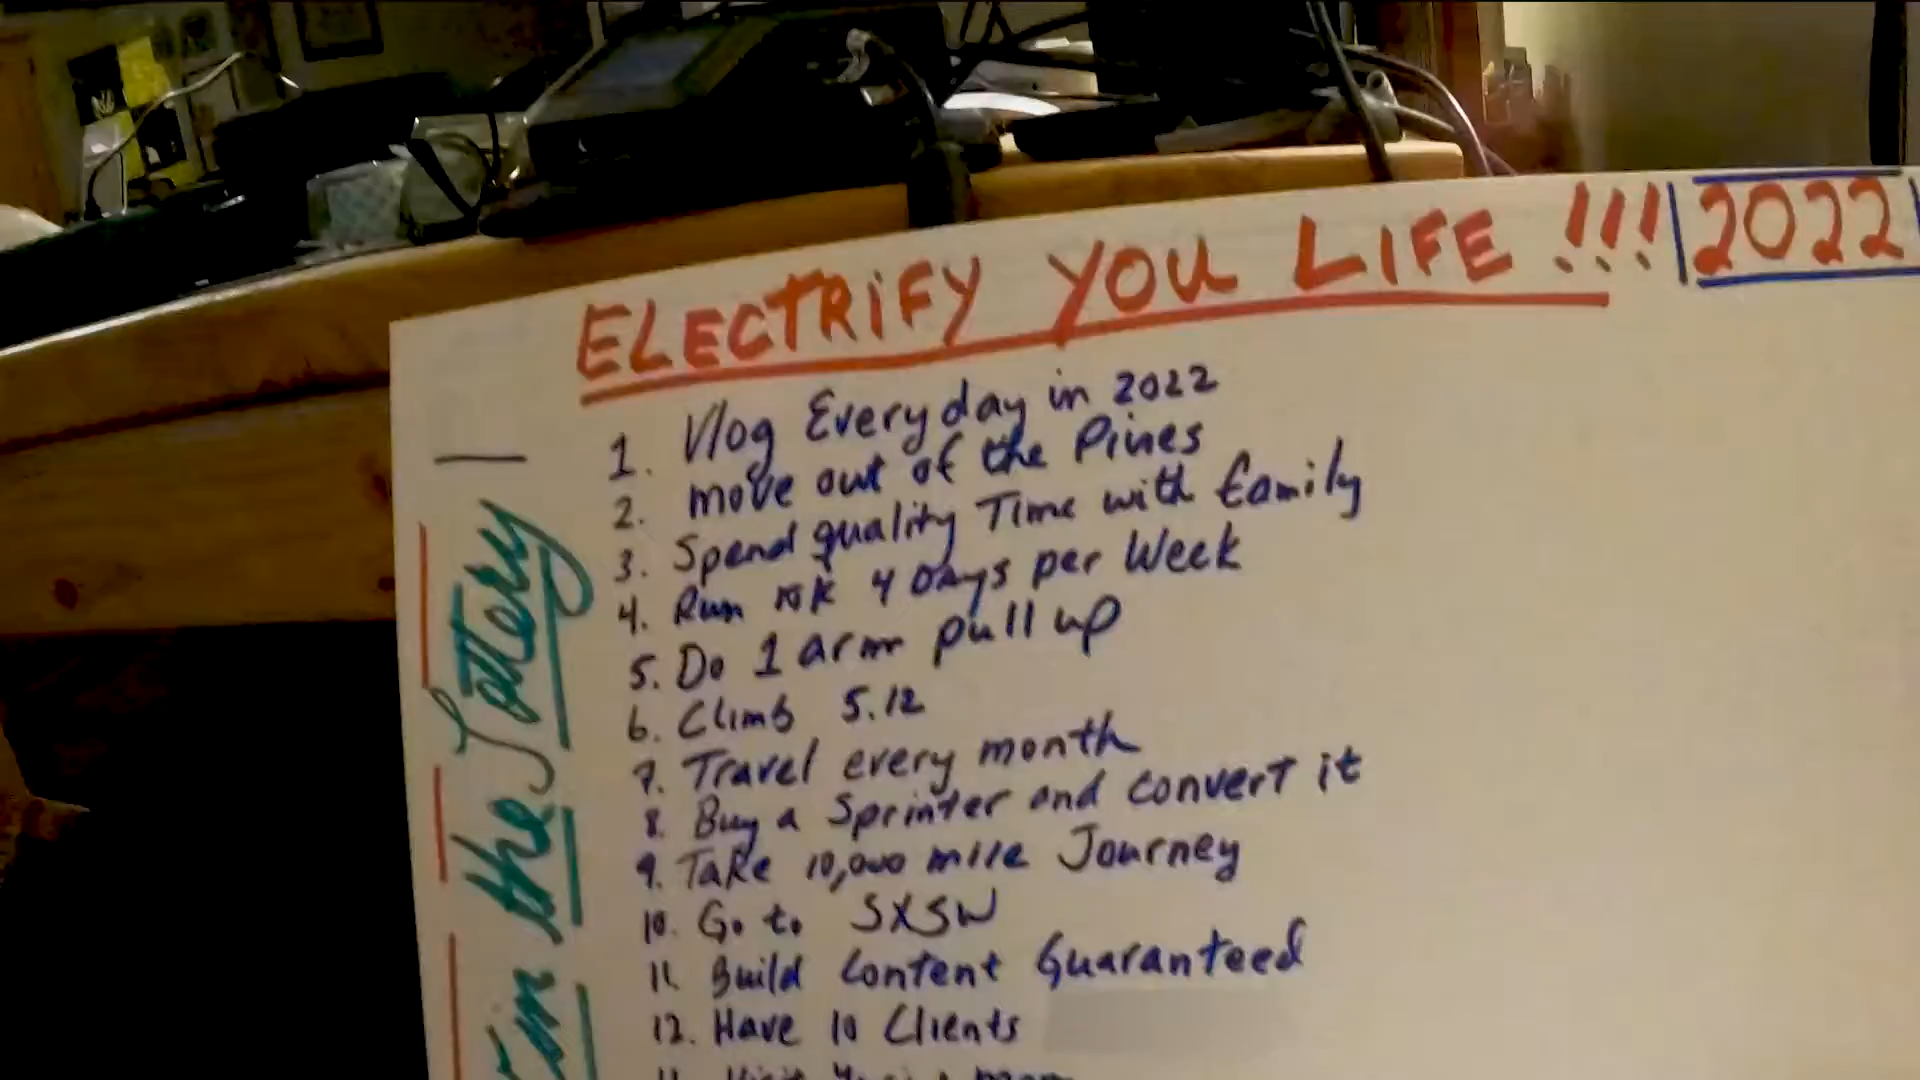 ELECTRIFY YOU LIFE !!! 2022
1. Vlog Everyday in 2022
2. move out of the Pines
3. Spend quality Time with family
4. Run 10k 4 Days per Week
5. Do 1 arm pull up
6. Climb 5.12
7. Travel every month
8. Buy a Sprinter and convert it
9. Take 10,000 mile Journey
10. Go to SXSW
11. Build Content Guaranteed
12. Have 10 Clients
the Lottery